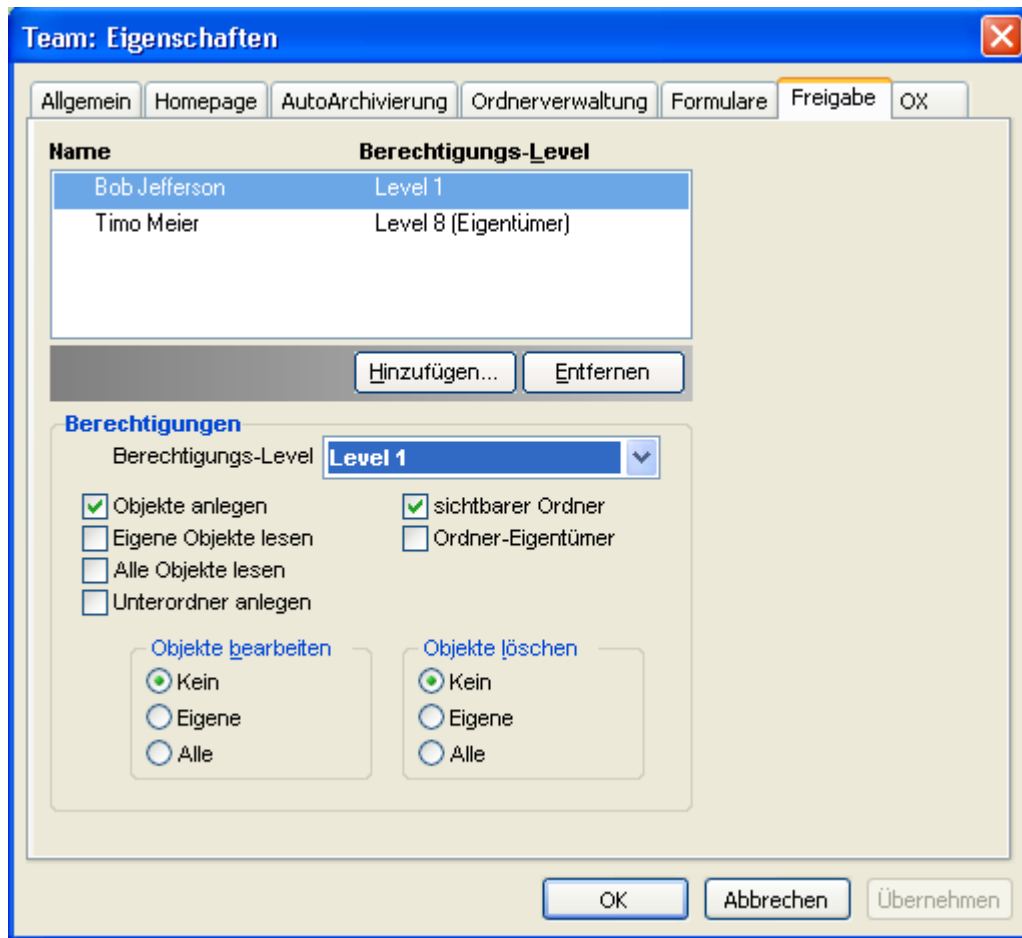 Team: Eigenschaften
Allgemein Homepage AutoArchivierung Ordnerverwaltung Formulare Freigabe OX
Name Berechtigungs-Level
Bob Jefferson Level 1
Timo Meier Level 8 (Eigentümer)
Hinzufügen... Entfernen
Berechtigungen
Berechtigungs-Level Level 1
Objekte anlegen sichtbarer Ordner
Eigene Objekte lesen Ordner-Eigentümer
Alle Objekte lesen
Unterordner anlegen
Objekte bearbeiten Objekte löschen
Kein Kein
Eigene Eigene
Alle Alle
OK Abbrechen Übernehmen